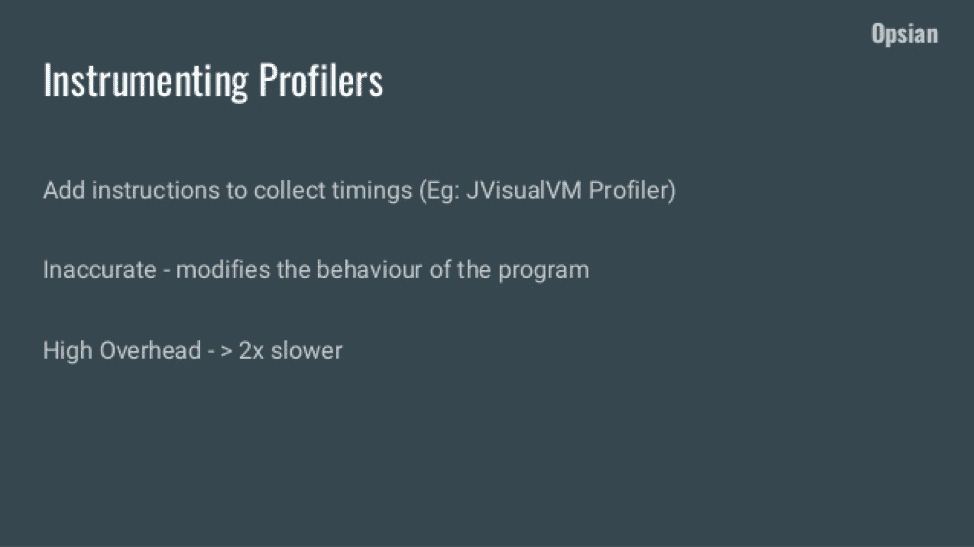 Opsian
Instrumenting Profilers
Add instructions to collect timings (Eg: JVisualVM Profiler)
Inaccurate - modifies the behaviour of the program
High Overhead - > 2x slower